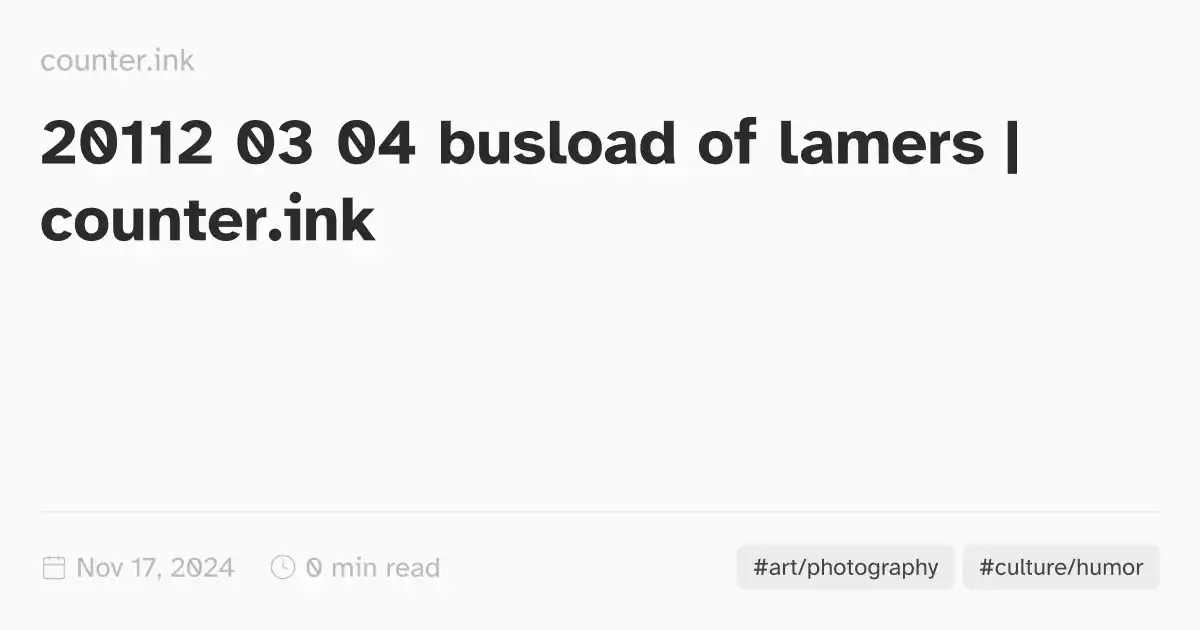 counter.ink
20112 03 04 busload of lamers |
counter.ink
Nov 17, 2024 0 min read #art/photography #culture/humor